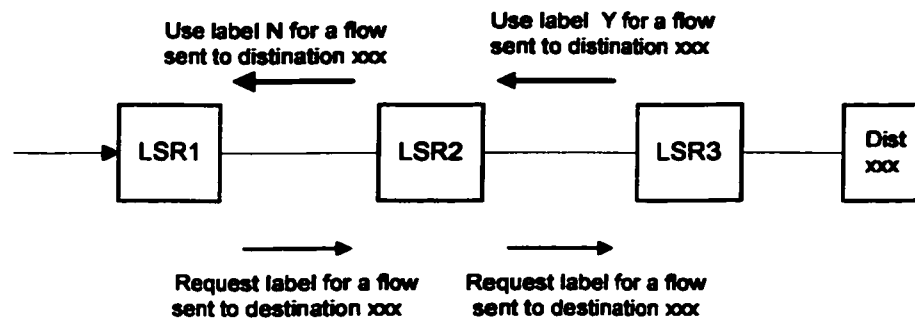 Use label N for a flow
sent to distination xxx
Use label Y for a flow
sent to distination xxx
LSR1
LSR2
LSR3
Dist
xxx
Request label for a flow
sent to destination xxx
Request label for a flow
sent to destination xxx